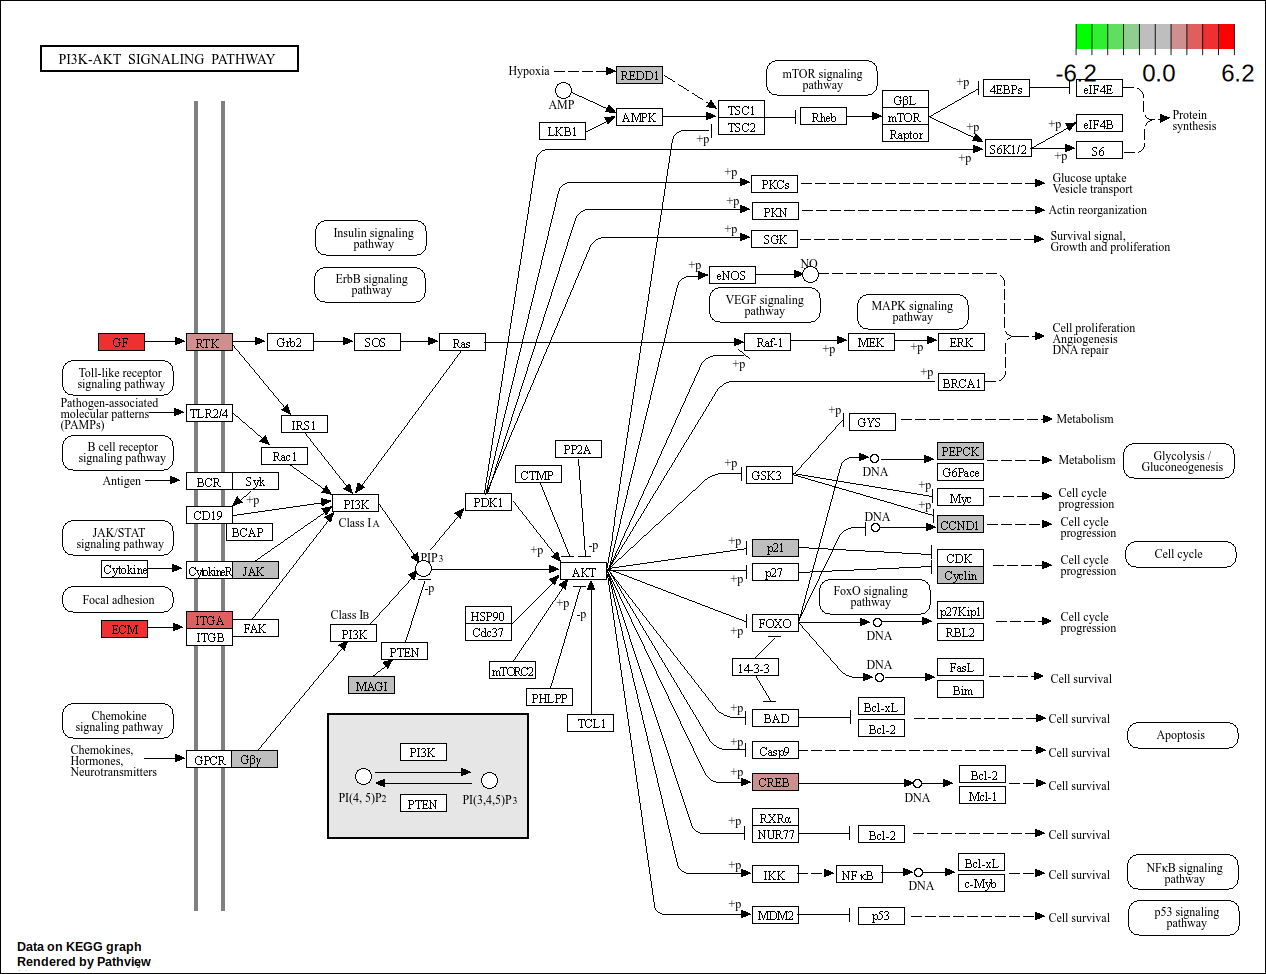 PI3K-AKT SIGNALING PATHWAY
-6.2 0.0 6.2
Hypoxia
REDD1
AMP
LKB1
AMPK
TSC1
TSC2
+p
Rheb
mTOR signaling
pathway
GβL
mTOR
Raptor
+p
4EBPs
eIF4E
+p
+p
S6K1/2
+p
eIF4B
+p
S6
Protein
synthesis
+p
PKCs
Glucose uptake
Vesicle transport
+p
PKN
Actin reorganization
+p
SGK
Survival signal,
Growth and proliferation
Insulin signaling
pathway
ErbB signaling
pathway
+p
eNOS
NO
VEGF signaling
pathway
MAPK signaling
pathway
Cell proliferation
Angiogenesis
DNA repair
GF
RTK
Grb2
SOS
Ras
Raf-1
+p
+p
MEK
+p
ERK
+p
BRCA1
Toll-like receptor
signaling pathway
Pathogen-associated
molecular patterns
(PAMPs)
TLR2/4
IRS1
Rac1
B cell receptor
signaling pathway
Antigen
BCR
Syk
+p
CD19
BCAP
PI3K
Class IA
JAK/STAT
signaling pathway
Cytokine
CytokineR
JAK
Focal adhesion
ECM
ITGA
ITGB
FAK
PIP3
-p
Class IB
PI3K
PTEN
MAGI
Chemokine
signaling pathway
Chemokines,
Hormones,
Neurotransmitters
GPCR
Gβγ
PDK1
CTMP
PP2A
+p
-p
AKT
HSP90
Cdc37
+p
-p
mTORC2
PHLPP
TCL1
PI3K
PI(4, 5)P2
PI(3,4,5)P3
PTEN
+p
GYS
Metabolism
+p
GSK3
DNA
PEPCK
G6Pace
Metabolism
Glycolysis /
Gluconeogenesis
+p
Myc
Cell cycle
progression
+p
DNA
CCND1
Cell cycle
progression
+p
p21
+p
p27
CDK
Cyclin
Cell cycle
progression
Cell cycle
FoxO signaling
pathway
+p
FOXO
DNA
p27Kip1
RBL2
Cell cycle
progression
14-3-3
DNA
FasL
Bim
Cell survival
+p
BAD
Bcl-xL
Bcl-2
Cell survival
Apoptosis
+p
Casp9
Cell survival
+p
CREB
DNA
Bcl-2
Mcl-1
Cell survival
+p
RXRα
NUR77
Bcl-2
Cell survival
+p
IKK
NFκB
DNA
Bcl-xL
c-Myb
Cell survival
NFκB signaling
pathway
+p
MDM2
p53
Cell survival
p53 signaling
pathway
Data on KEGG graph
Rendered by Pathview